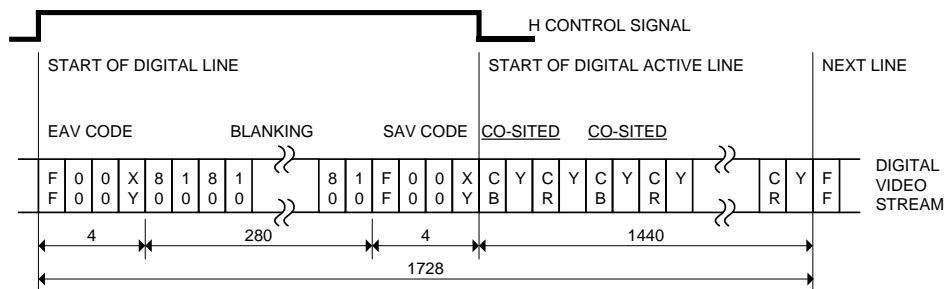 H CONTROL SIGNAL
START OF DIGITAL LINE START OF DIGITAL ACTIVE LINE NEXT LINE
EAV CODE BLANKING SAV CODE CO-SITED CO-SITED
F 0 0 X 8 1 8 1 8 1 F 0 0 X C Y C Y C Y C Y C Y F
F 0 0 Y 0 0 0 0 0 0 F 0 0 Y B R B R R F
DIGITAL
VIDEO
STREAM
4 280 4 1440
1728